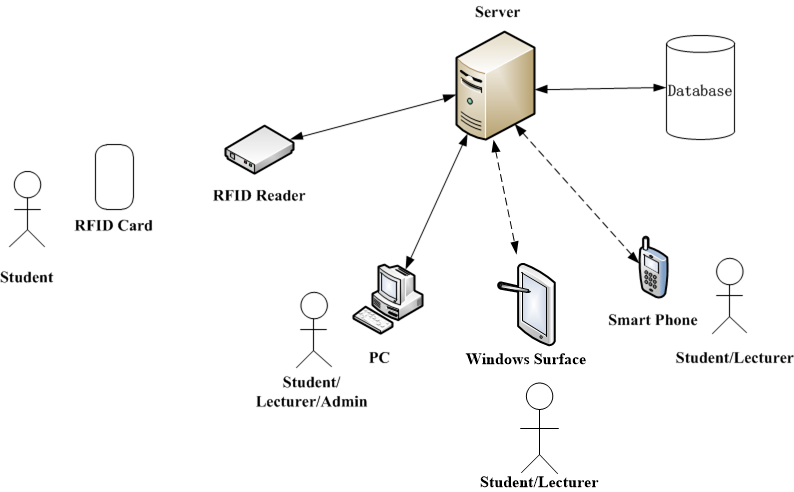 Server
Database
RFID Reader
RFID Card
Student
Smart Phone
PC
Windows Surface
Student/Lecturer
Student/
Lecturer/Admin
Student/Lecturer